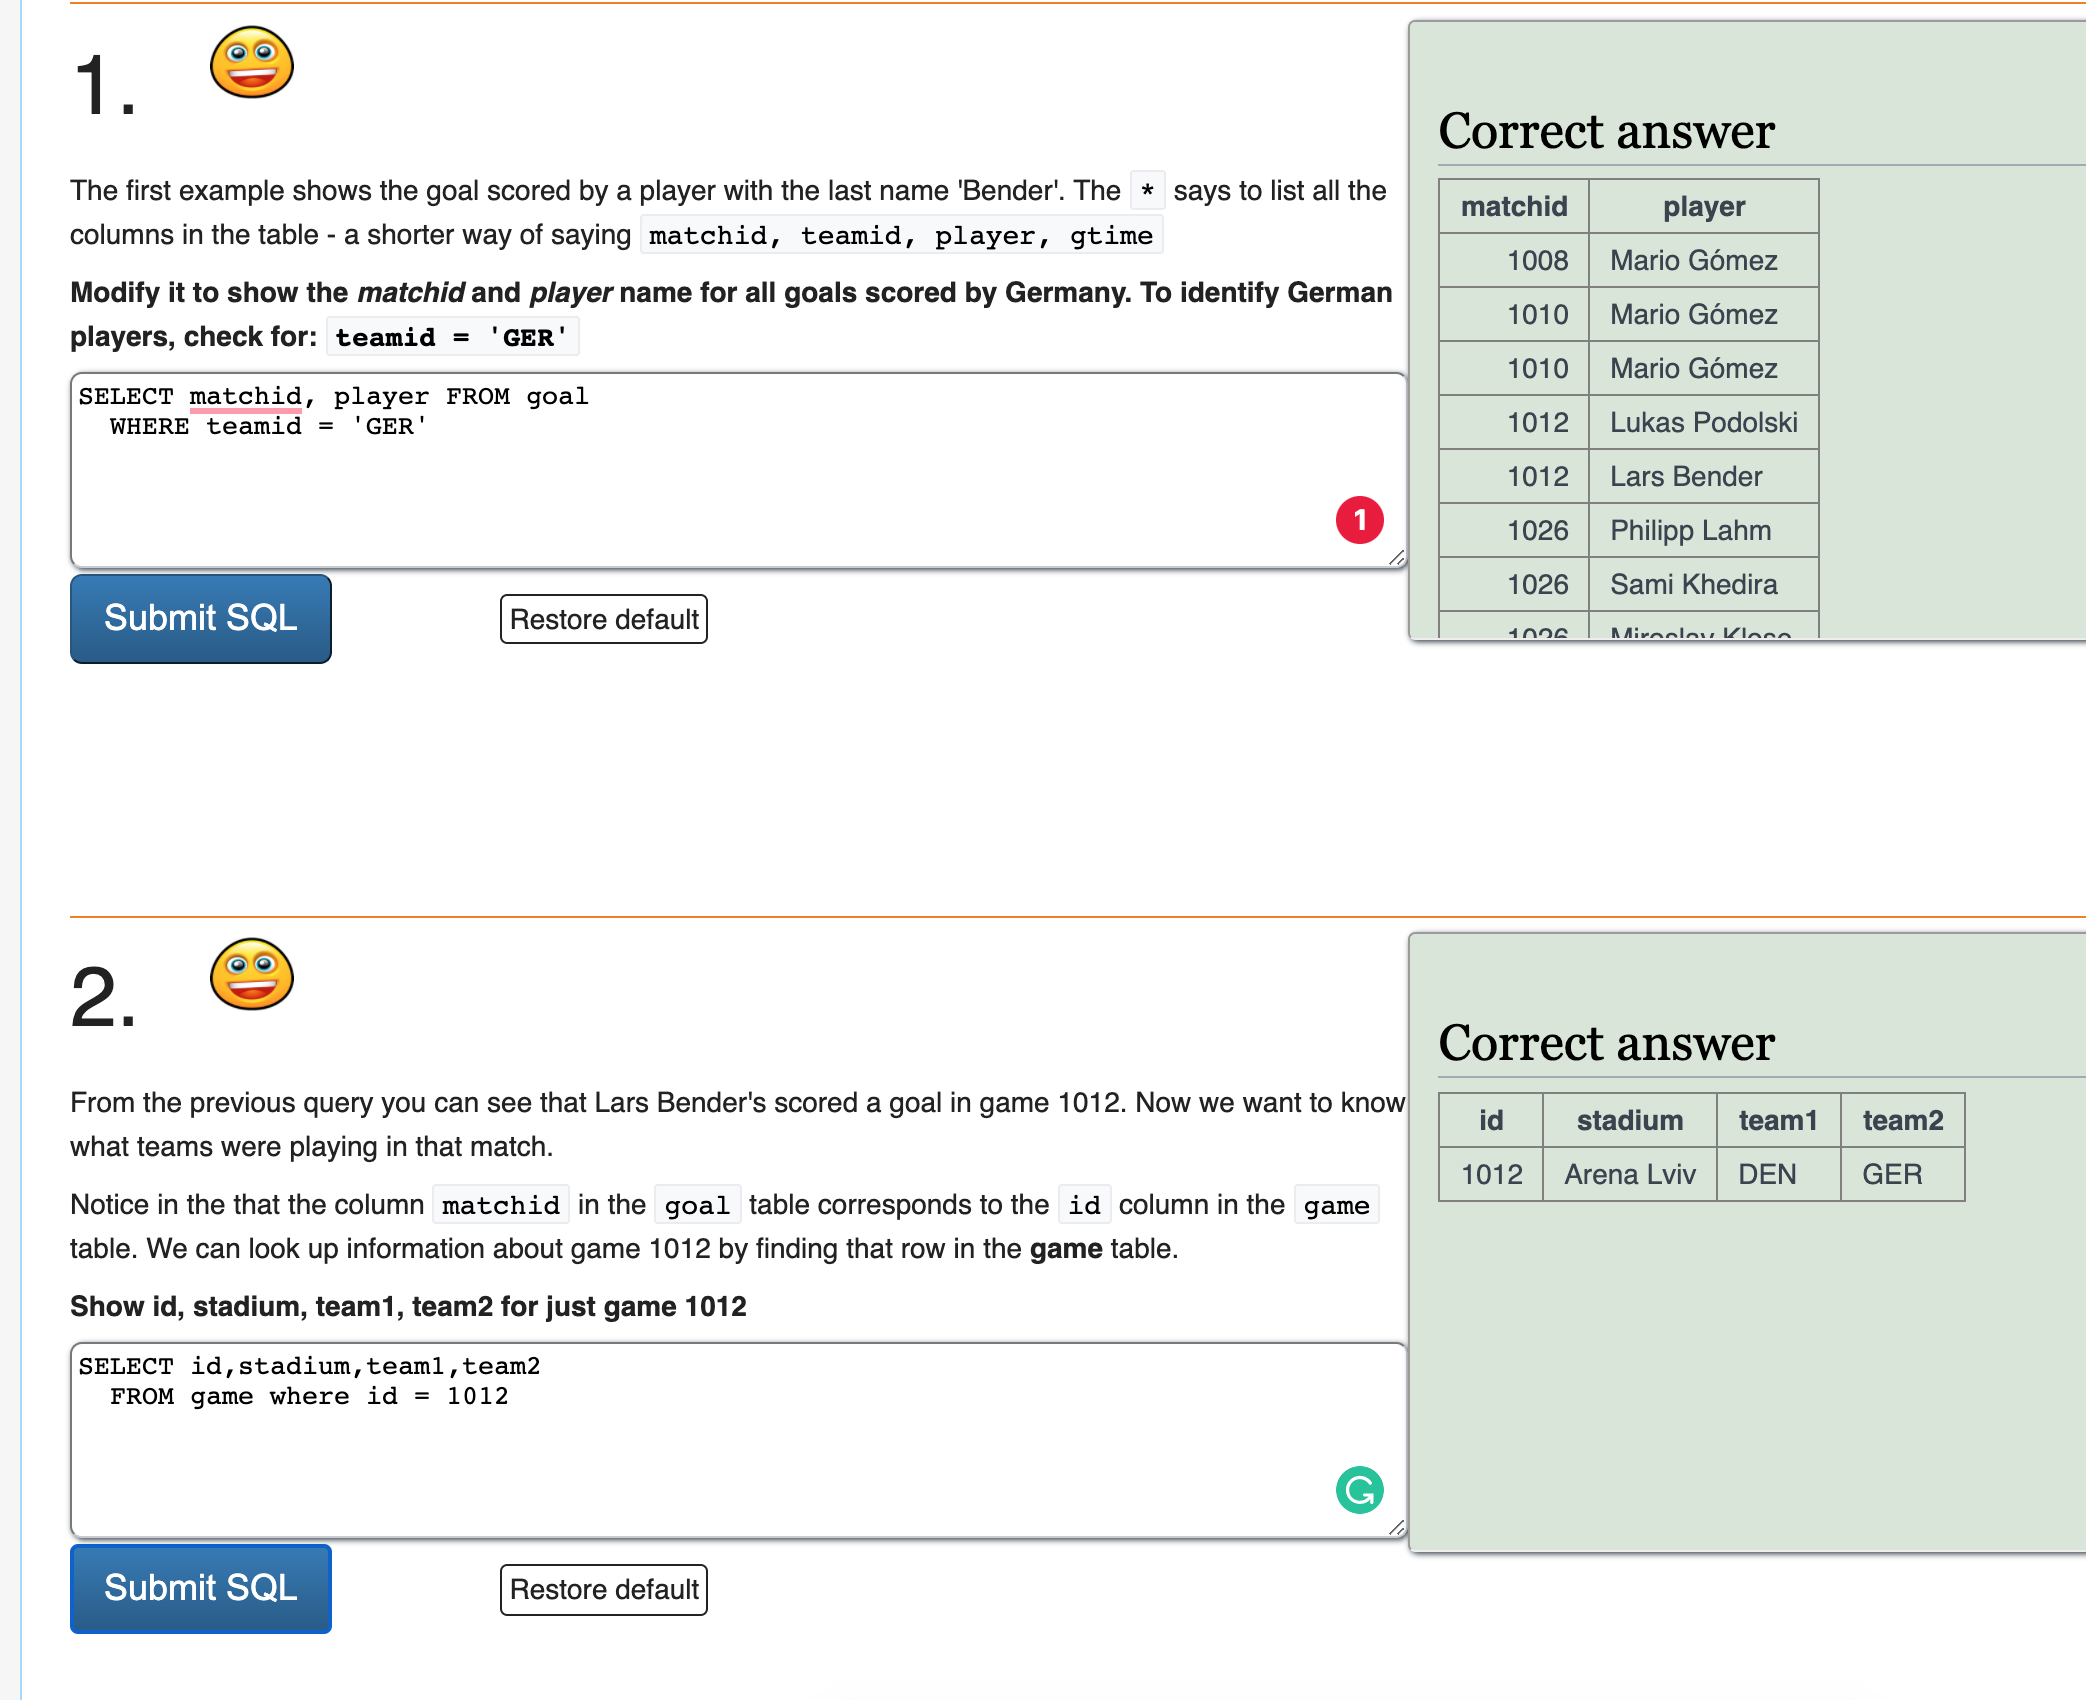 1.
The first example shows the goal scored by a player with the last name 'Bender'. The * says to list all the
columns in the table - a shorter way of saying matchid, teamid, player, gtime
Modify it to show the matchid and player name for all goals scored by Germany. To identify German
players, check for: teamid = 'GER'
SELECT matchid, player FROM goal
WHERE teamid = 'GER'
1
Submit SQL
Restore default
Correct answer
matchid player
1008 Mario Gómez
1010 Mario Gómez
1010 Mario Gómez
1012 Lukas Podolski
1012 Lars Bender
1026 Philipp Lahm
1026 Sami Khedira
1026 Miroslav Klose
2.
From the previous query you can see that Lars Bender's scored a goal in game 1012. Now we want to know
what teams were playing in that match.
Notice in the that the column matchid in the goal table corresponds to the id column in the game
table. We can look up information about game 1012 by finding that row in the game table.
Show id, stadium, team1, team2 for just game 1012
SELECT id,stadium,team1,team2
FROM game where id = 1012
Submit SQL
Restore default
Correct answer
id stadium team1 team2
1012 Arena Lviv DEN GER